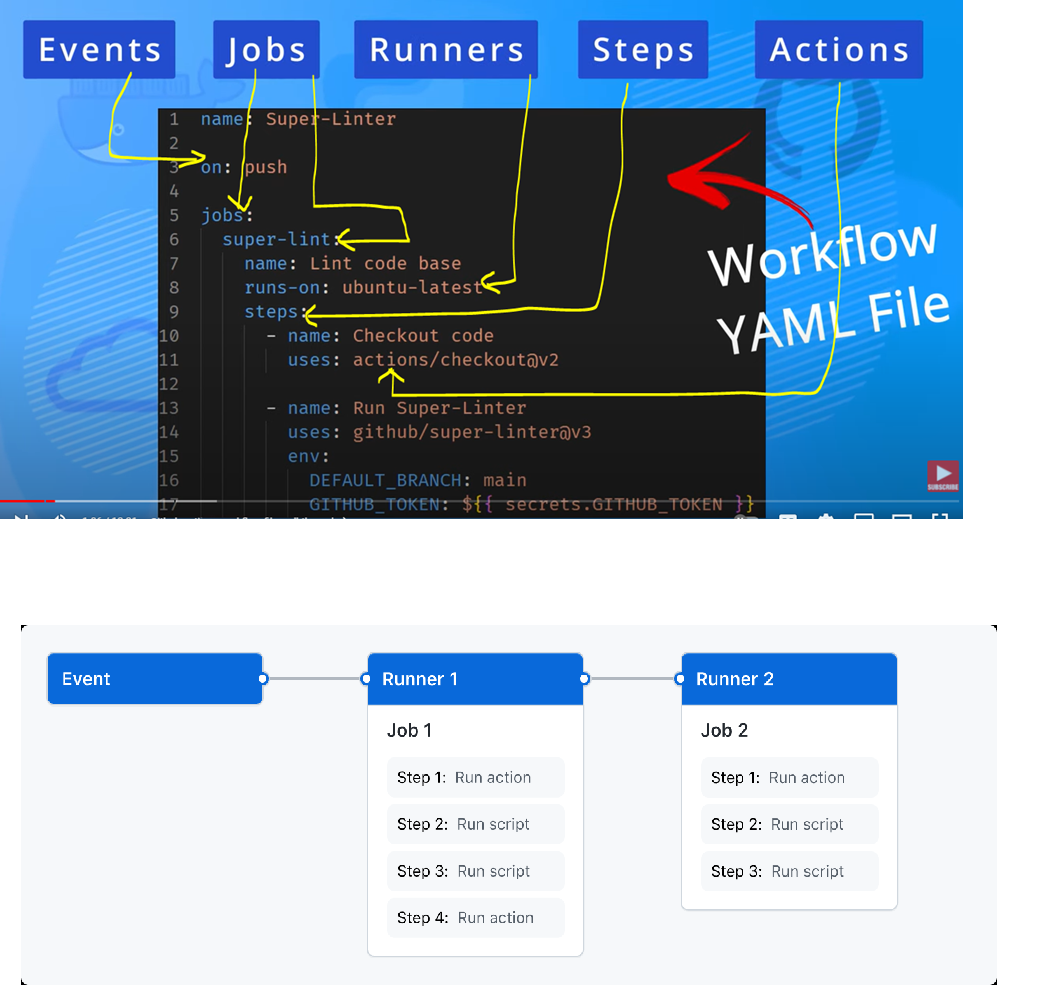 Events Jobs Runners Steps Actions
1 name: Super-Linter
2
3 on: push
4
5 jobs:
6 super-lint:
7 name: Lint code base
8 runs-on: ubuntu-latest
9 steps:
10 - name: Checkout code
11 uses: actions/checkout@v2
12
13 - name: Run Super-Linter
14 uses: github/super-linter@v3
15 env:
16 DEFAULT_BRANCH: main
17 GITHUB_TOKEN: ${{ secrets.GITHUB_TOKEN }}
Workflow
YAML File
SUBSCRIBE
Event
Runner 1
Job 1
Step 1: Run action
Step 2: Run script
Step 3: Run script
Step 4: Run action
Runner 2
Job 2
Step 1: Run action
Step 2: Run script
Step 3: Run script